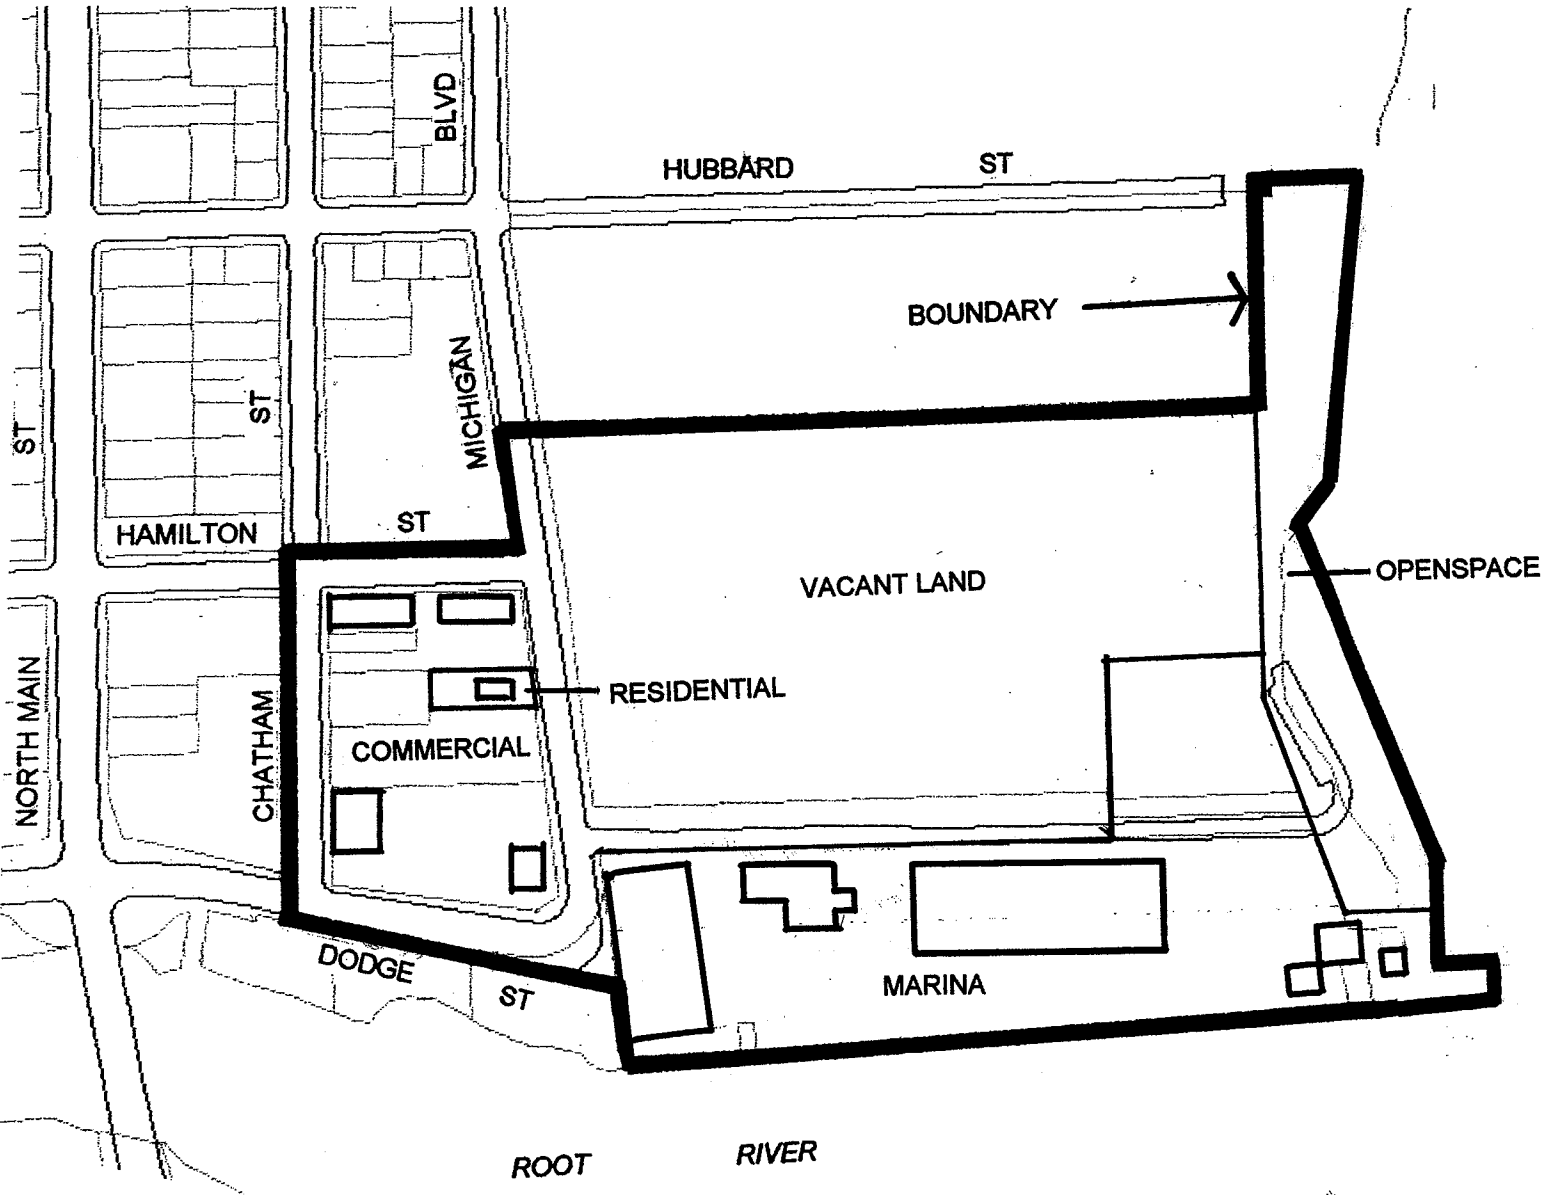 BLVD
HUBBARD ST
BOUNDARY
MICHIGAN
ST
ST
HAMILTON ST
VACANT LAND
OPENSPACE
RESIDENTIAL
NORTH MAIN
CHATHAM
COMMERCIAL
DODGE ST
MARINA
ROOT RIVER